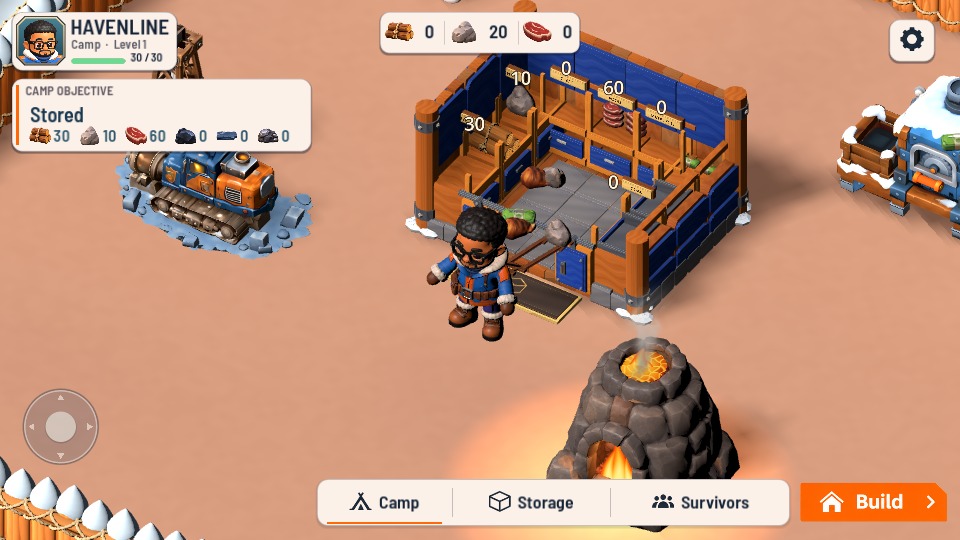 HAVENLINE
Camp · Level 1
30 / 30
0
20
0
CAMP OBJECTIVE
Stored
30
10
60
0
0
0
10
0
60
0
30
0
Camp
Storage
Survivors
Build